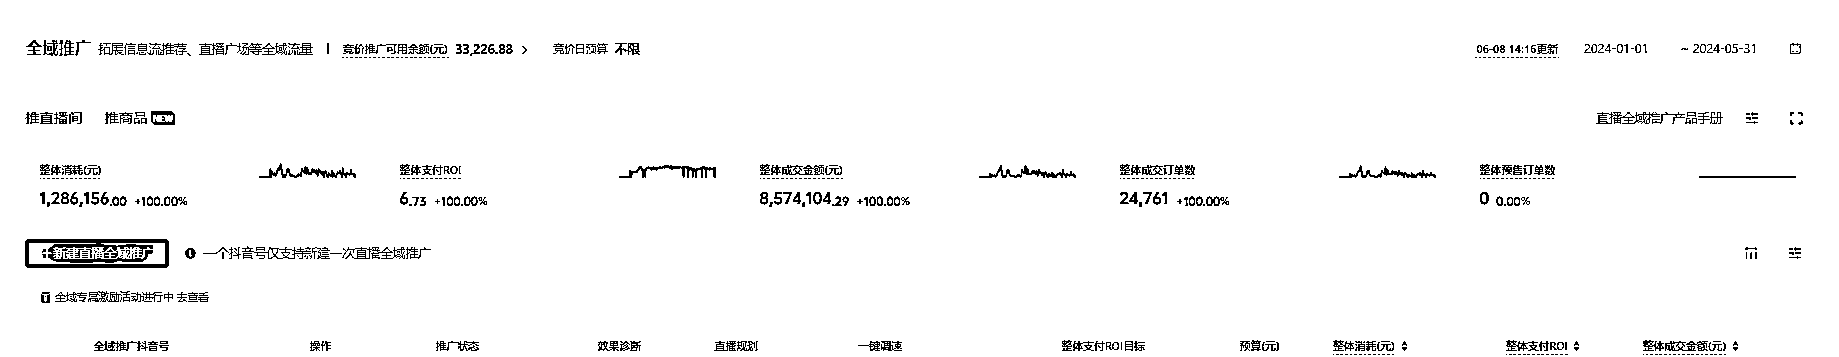 全域推广 拓展信息流推荐、直播广场等全域流量 | 竞价推广可用余额(元) 33,226.88 > 竞价日预算 不限 06-08 14:16更新 2024-01-01 ~ 2024-05-31
推直播间 推商品 NEW 直播全域推广产品手册
整体消耗(元) 整体支付ROI 整体成交金额(元) 整体成交订单数 整体预售订单数
1,286,156.00 +100.00% 6.73 +100.00% 8,574,104.29 +100.00% 24,761 +100.00% 0 0.00%
+新建直播全域推广 一个抖音号仅支持新建一次直播全域推广
全域专属激励活动进行中 去查看
全域推广抖音号 操作 推广状态 效果诊断 直播规划 一键调速 整体支付ROI目标 预算(元) 整体消耗(元) 整体支付ROI 整体成交金额(元)